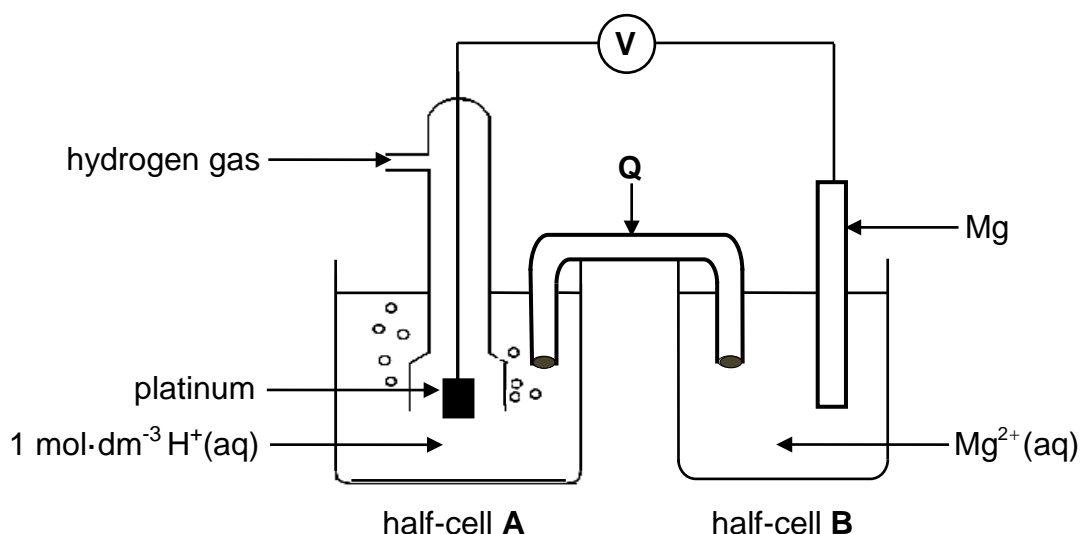 V
hydrogen gas
Q
Mg
platinum
1 mol·dm⁻³ H⁺(aq)
Mg²⁺(aq)
half-cell A
half-cell B